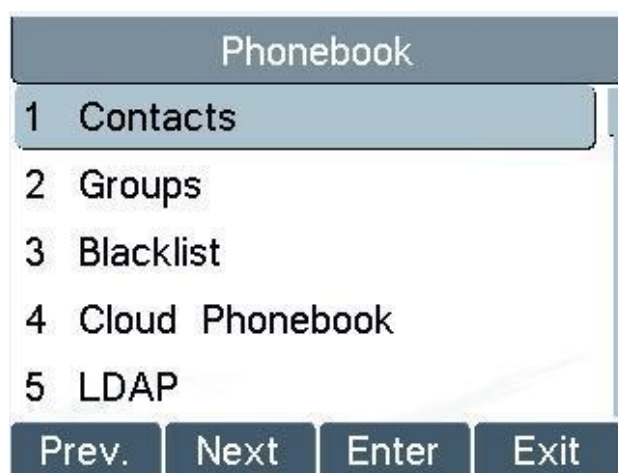 Phonebook
1 Contacts
2 Groups
3 Blacklist
4 Cloud Phonebook
5 LDAP
Prev. Next Enter Exit